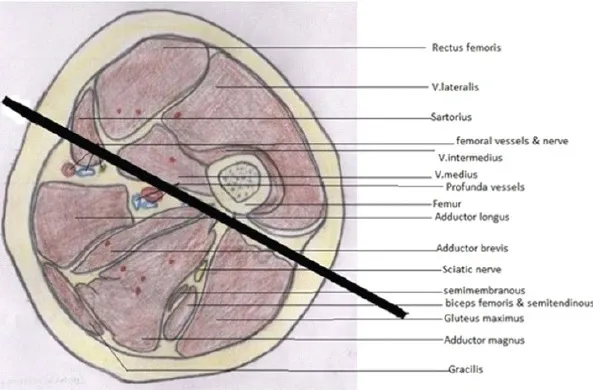 Rectus femoris
V.lateralis
Sartorius
femoral vessels & nerve
V.intermedius
V.medius
Profunda vessels
Femur
Adductor longus
Adductor brevis
Sciatic nerve
semimembranous
biceps femoris & semitendinous
Gluteus maximus
Adductor magnus
Gracilis